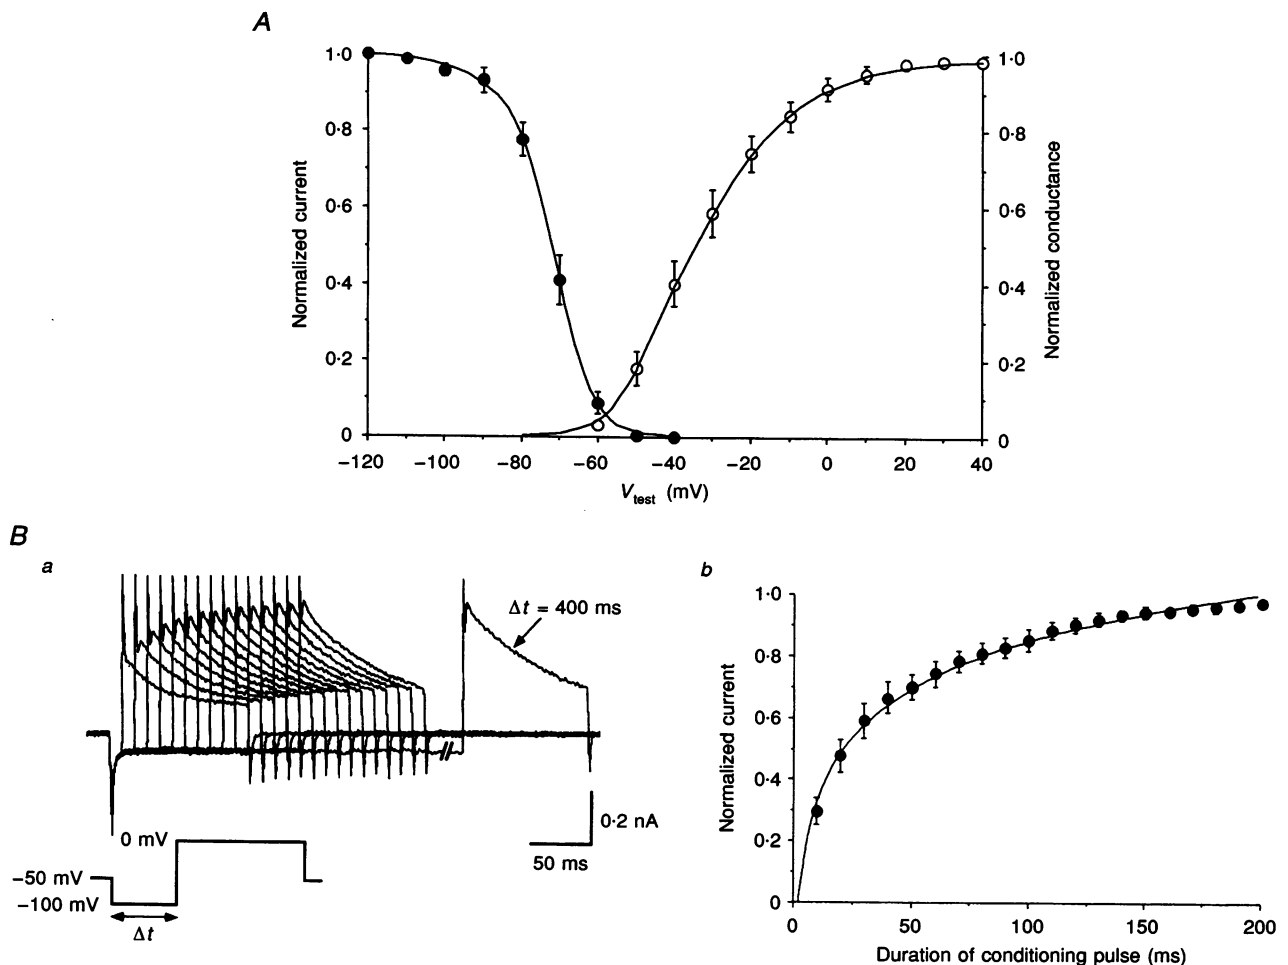 A
1·0
0·8
0·6
0·4
0·2
0
Normalized current
1·0
0·8
0·6
0·4
0·2
0
Normalized conductance
−120 −100 −80 −60 −40 −20 0 20 40
Vtest (mV)
B
a
Δt = 400 ms
0·2 nA
50 ms
0 mV
−50 mV
−100 mV
Δt
b
1·0
0·8
0·6
0·4
0·2
0
Normalized current
0 50 100 150 200
Duration of conditioning pulse (ms)